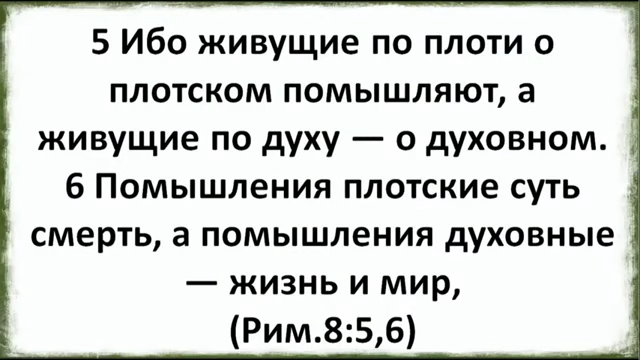 5 Ибо живущие по плоти о
плотском помышляют, а
живущие по духу — о духовном.
6 Помышления плотские суть
смерть, а помышления духовные
— жизнь и мир,
(Рим.8:5,6)